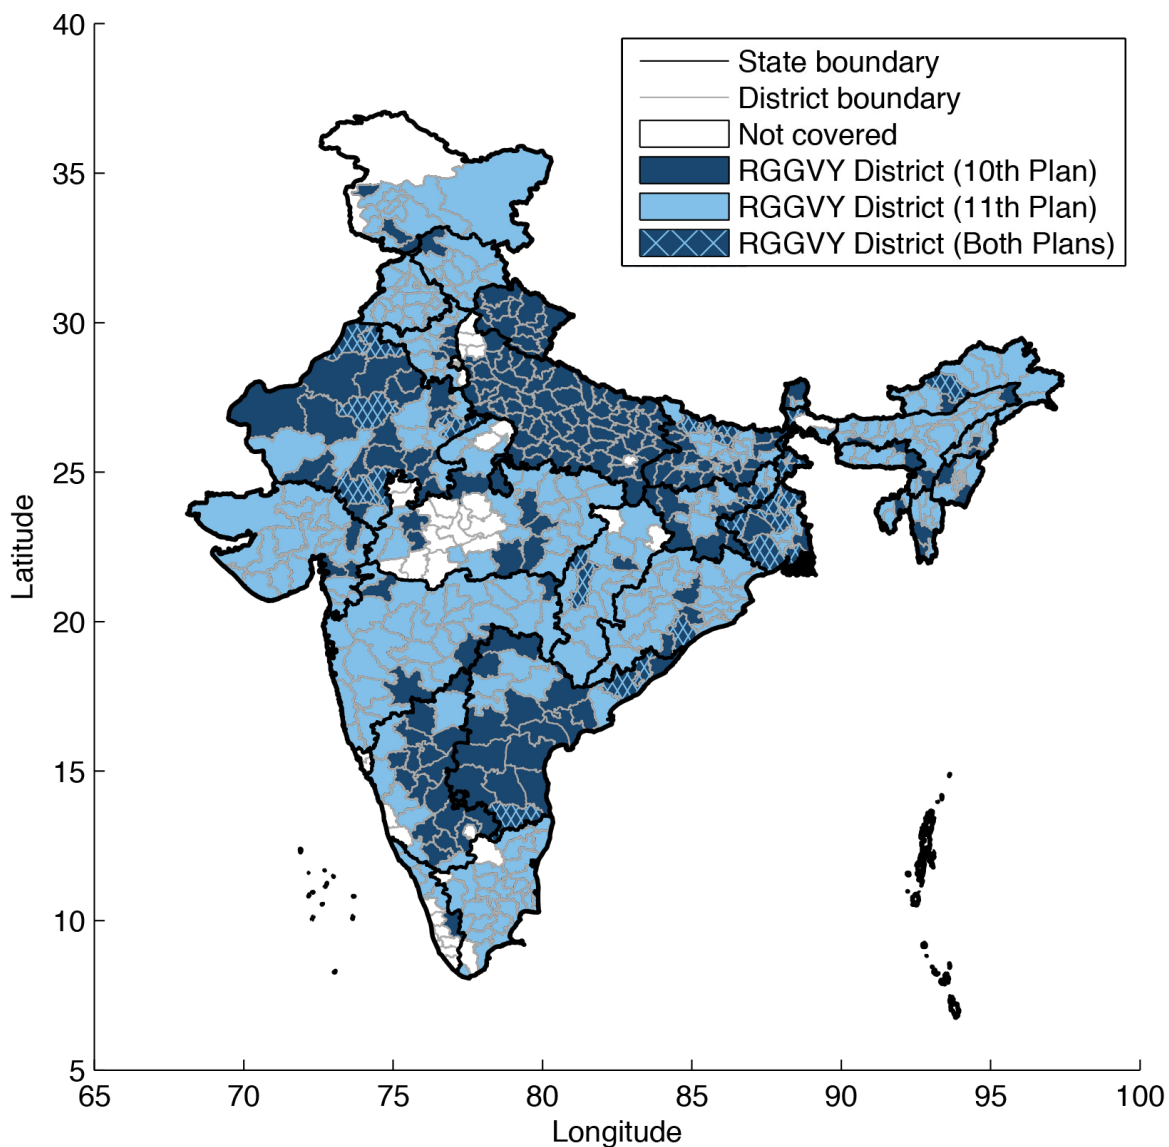 40
35
30
25
20
15
10
5
65 70 75 80 85 90 95 100
Latitude
Longitude
State boundary
District boundary
Not covered
RGGVY District (10th Plan)
RGGVY District (11th Plan)
RGGVY District (Both Plans)